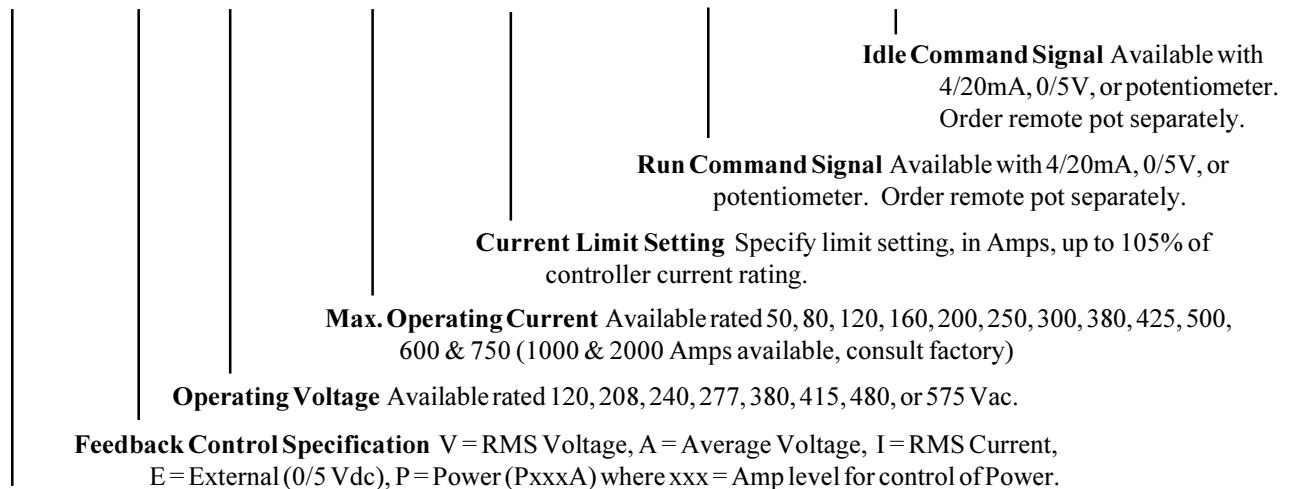 Idle Command Signal Available with
4/20mA, 0/5V, or potentiometer.
Order remote pot separately.
Run Command Signal Available with 4/20mA, 0/5V, or
potentiometer. Order remote pot separately.
Current Limit Setting Specify limit setting, in Amps, up to 105% of
controller current rating.
Max. Operating Current Available rated 50, 80, 120, 160, 200, 250, 300, 380, 425, 500,
600 & 750 (1000 & 2000 Amps available, consult factory)
Operating Voltage Available rated 120, 208, 240, 277, 380, 415, 480, or 575 Vac.
Feedback Control Specification V = RMS Voltage, A = Average Voltage, I = RMS Current,
E = External (0/5 Vdc), P = Power (PxxxA) where xxx = Amp level for control of Power.